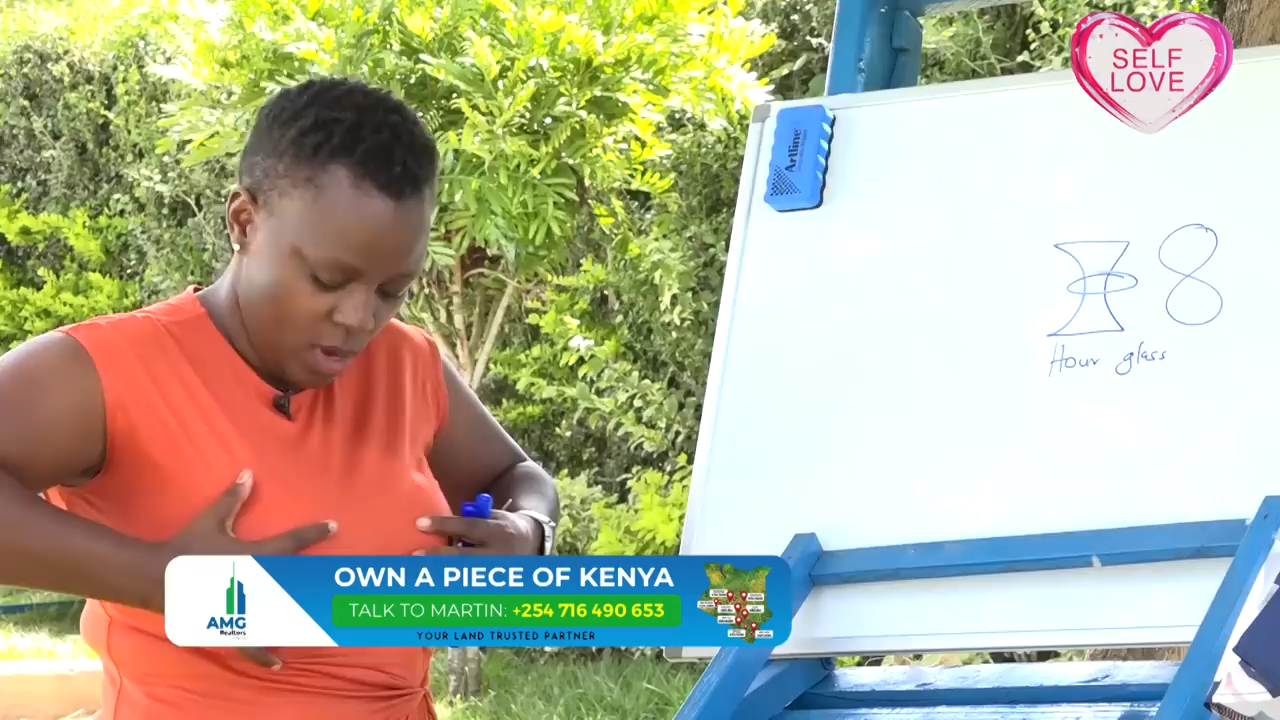 SELF
LOVE
Artline
8
Hour glass
OWN A PIECE OF KENYA
TALK TO MARTIN: +254 716 490 653
YOUR LAND TRUSTED PARTNER
AMG
Realtors